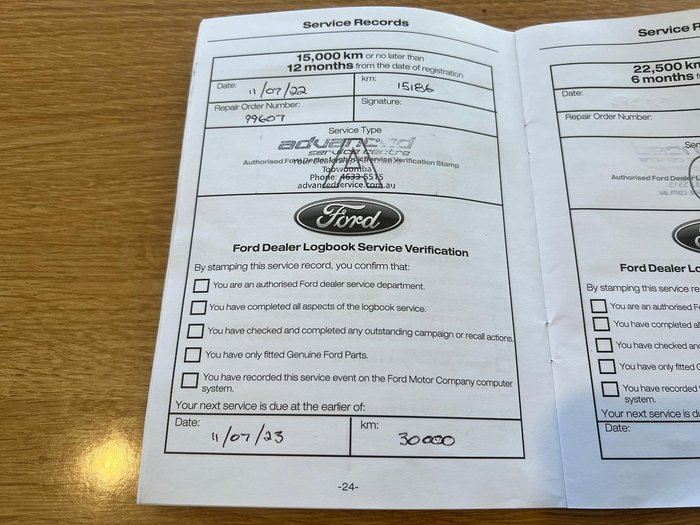 Service Records
15,000 km or no later than
12 months from the date of registration
Date: 11/07/22
km: 15186
Repair Order Number: 99607
Signature:
Service Type
advanced
service centre
Authorised Ford Dealership Service Verification Stamp
Toowoomba
Phone: 4633 5515
advancedservice.com.au
Ford
Ford Dealer Logbook Service Verification
By stamping this service record, you confirm that:
You are an authorised Ford dealer service department.
You have completed all aspects of the logbook service.
You have checked and completed any outstanding campaign or recall actions.
You have only fitted Genuine Ford Parts.
You have recorded this service event on the Ford Motor Company computer
system.
Your next service is due at the earlier of:
Date: 11/07/23
km: 30000
-24-
Service R
22,500 km
6 months f
Date:
Repair Order Number:
Ser
Authorised Ford Dealer
Ford Dealer Lo
By stamping this service re
You are an authorised F
You have completed al
You have checked and
You have only fitted G
You have recorded
system.
Your next service is du
Date: